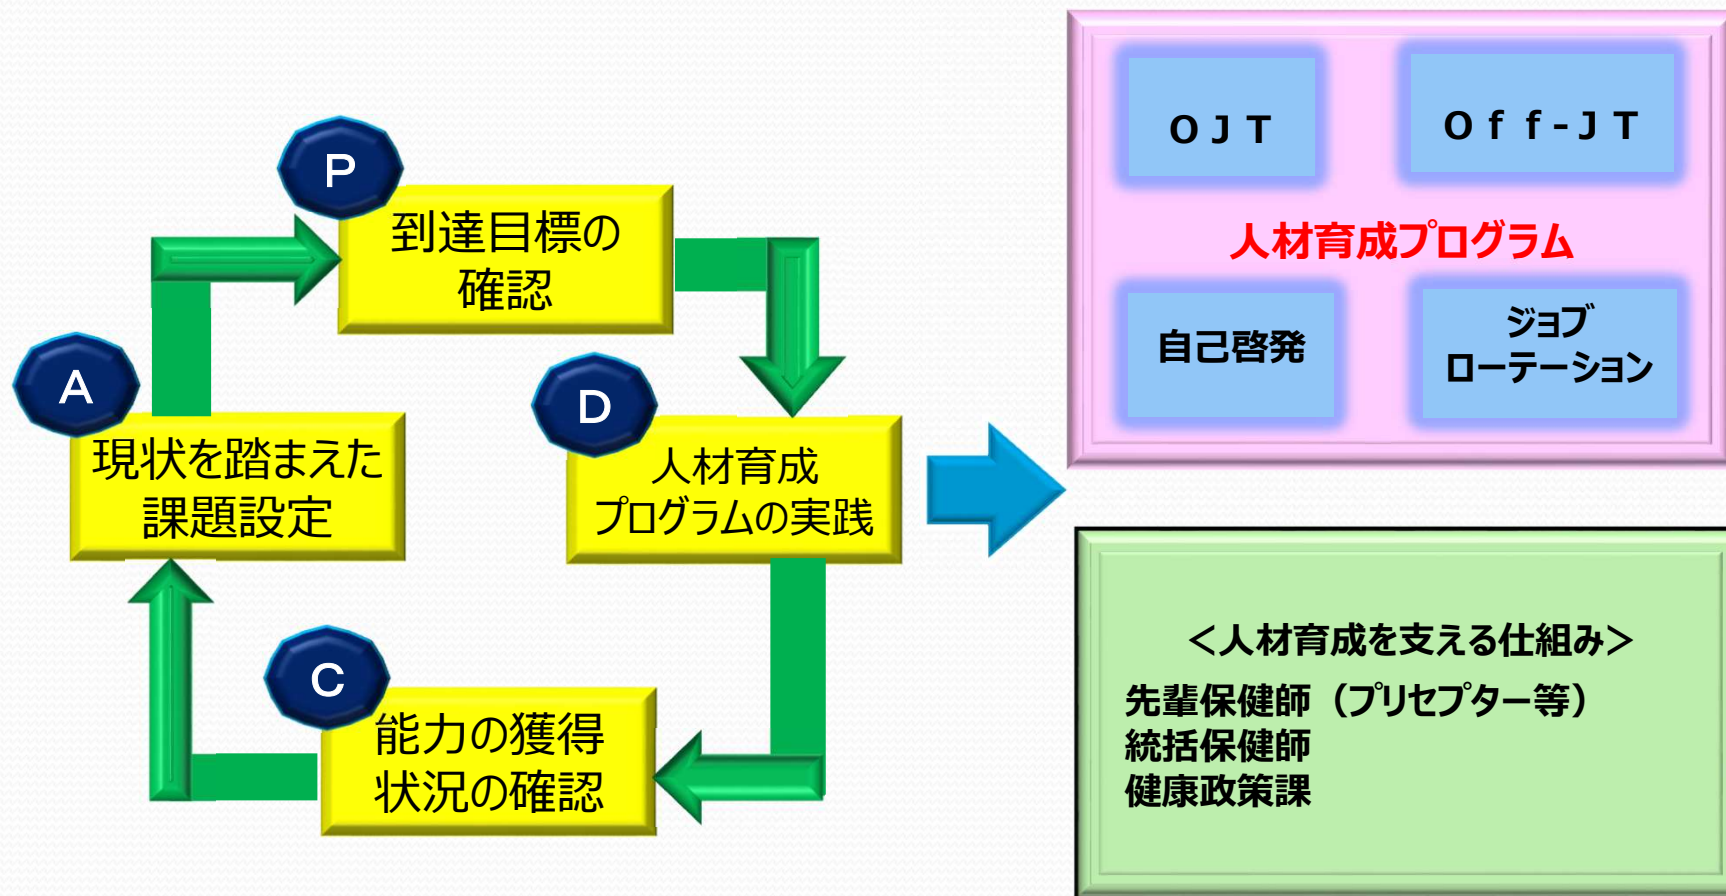 P
到達目標の
確認
D
人材育成
プログラムの実践
C
能力の獲得
状況の確認
A
現状を踏まえた
課題設定
OJT
Off-JT
人材育成プログラム
自己啓発
ジョブ
ローテーション
＜人材育成を支える仕組み＞
先輩保健師（プリセプター等）
統括保健師
健康政策課